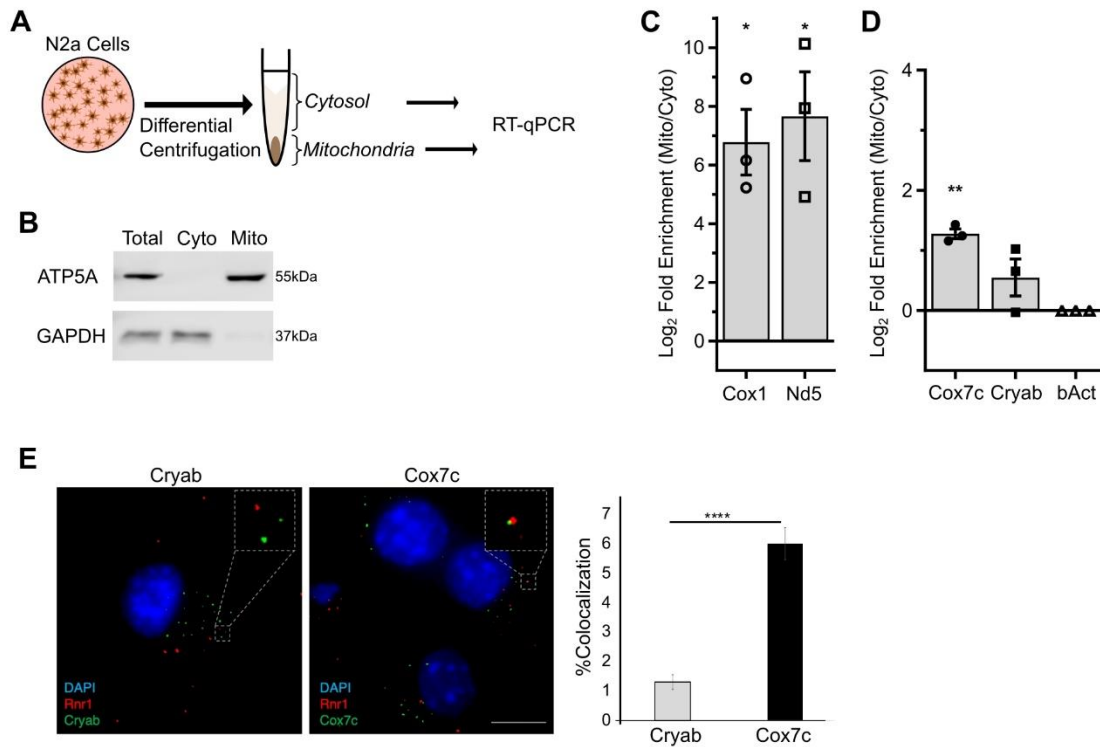 A
N2a Cells
Differential
Centrifugation
Cytosol
Mitochondria
RT-qPCR
B
Total Cyto Mito
ATP5A
55kDa
GAPDH
37kDa
C
Log2 Fold Enrichment (Mito/Cyto)
* *
10
8
6
4
2
0
Cox1 Nd5
D
Log2 Fold Enrichment (Mito/Cyto)
4
2
0
**
Cox7c Cryab bAct
E
Cryab
DAPI
Rnr1
Cryab
Cox7c
DAPI
Rnr1
Cox7c
%Colocalization
7
6
5
4
3
2
1
0
****
Cryab Cox7c